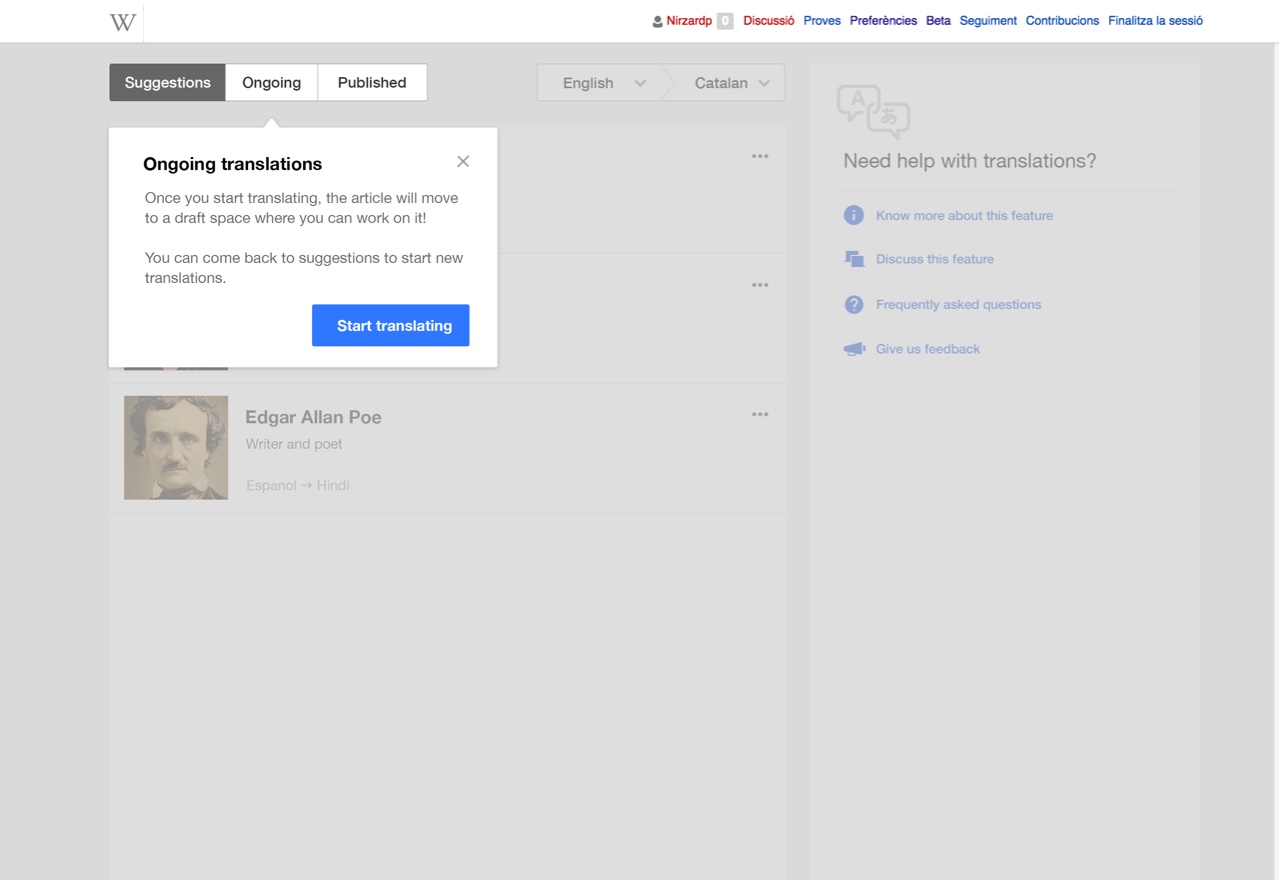 W
Nirzardp 0 Discussió Proves Preferències Beta Seguiment Contribucions Finalitza la sessió
Suggestions Ongoing Published
English Catalan
Ongoing translations
Once you start translating, the article will move
to a draft space where you can work on it!
You can come back to suggestions to start new
translations.
Start translating
Edgar Allan Poe
Writer and poet
Espanol → Hindi
A あ
Need help with translations?
Know more about this feature
Discuss this feature
Frequently asked questions
Give us feedback